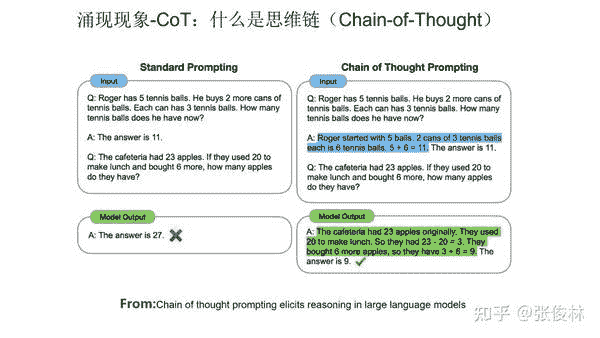 涌现现象-CoT：什么是思维链（Chain-of-Thought）
Standard Prompting
Input
Q: Roger has 5 tennis balls. He buys 2 more cans of
tennis balls. Each can has 3 tennis balls. How many
tennis balls does he have now?
A: The answer is 11.
Q: The cafeteria had 23 apples. If they used 20 to
make lunch and bought 6 more, how many apples
do they have?
Model Output
A: The answer is 27.
Chain of Thought Prompting
Input
Q: Roger has 5 tennis balls. He buys 2 more cans of
tennis balls. Each can has 3 tennis balls. How many
tennis balls does he have now?
A: Roger started with 5 balls. 2 cans of 3 tennis balls
each is 6 tennis balls. 5 + 6 = 11. The answer is 11.
Q: The cafeteria had 23 apples. If they used 20 to
make lunch and bought 6 more, how many apples
do they have?
Model Output
A: The cafeteria had 23 apples originally. They used
20 to make lunch. So they had 23 - 20 = 3. They
bought 6 more apples, so they have 3 + 6 = 9. The
answer is 9.
From:Chain of thought prompting elicits reasoning in large language models
知乎 @张俊林